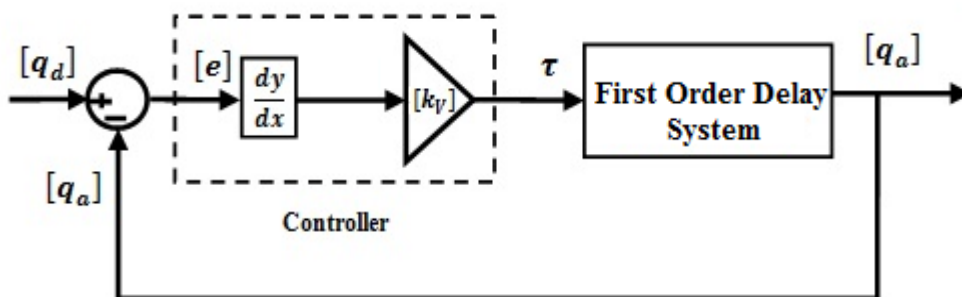 [q_d]
+
−
[e]
dy
dx
[k_V]
τ
First Order Delay
System
[q_a]
[q_a]
Controller